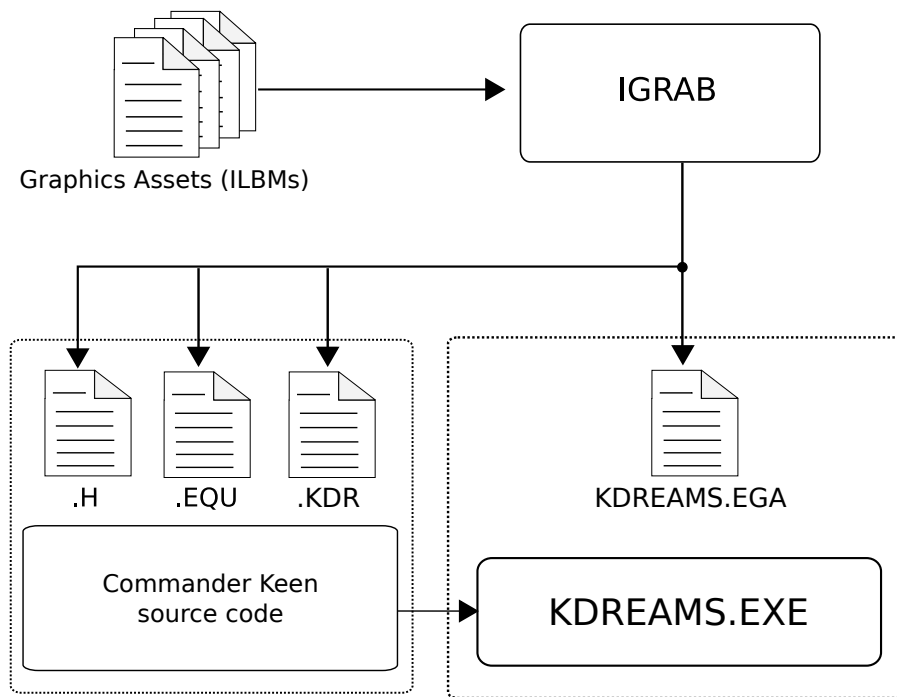 IGRAB
Graphics Assets (ILBMs)
.H
.EQU
.KDR
KDREAMS.EGA
Commander Keen
source code
KDREAMS.EXE